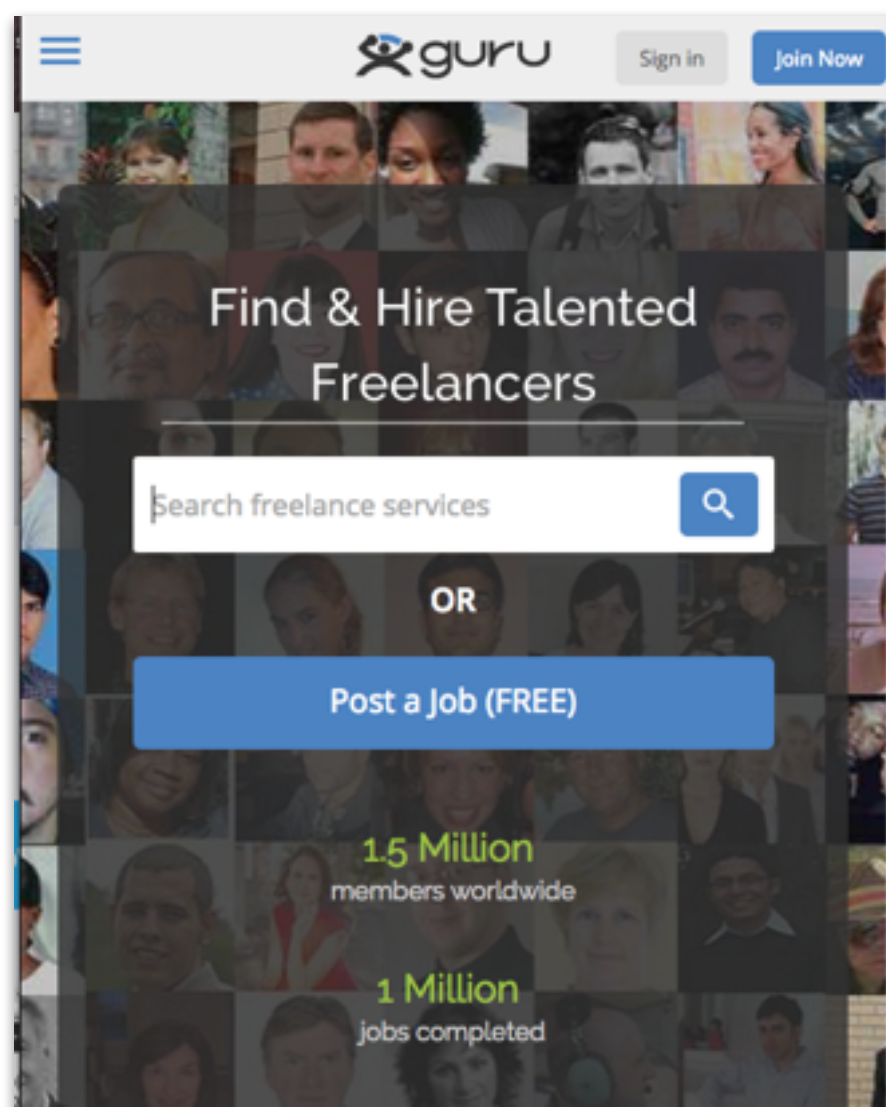 guru
Sign in
Join Now
Find & Hire Talented
Freelancers
Search freelance services
OR
Post a Job (FREE)
1.5 Million
members worldwide
1 Million
jobs completed